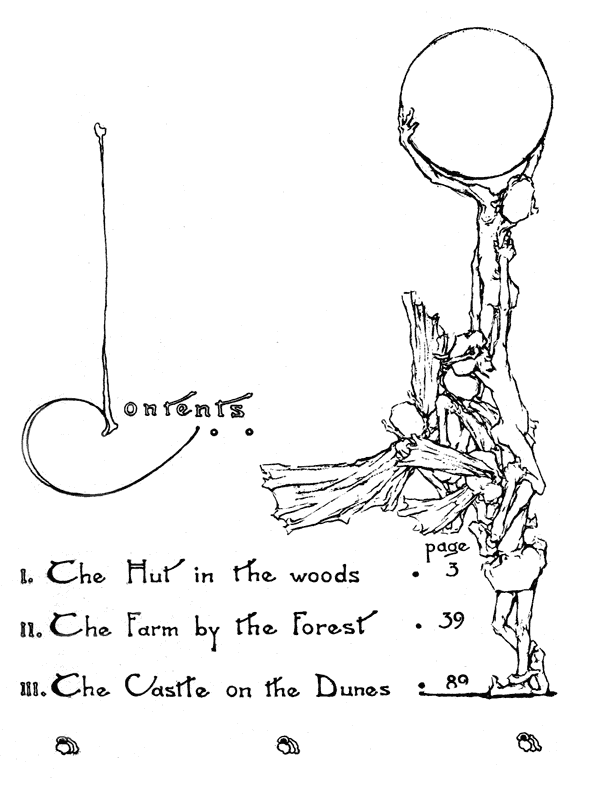 Contents . .
page
I. The Hut in the woods . 3
II. The Farm by the Forest . 39
III. The Castle on the Dunes . 89